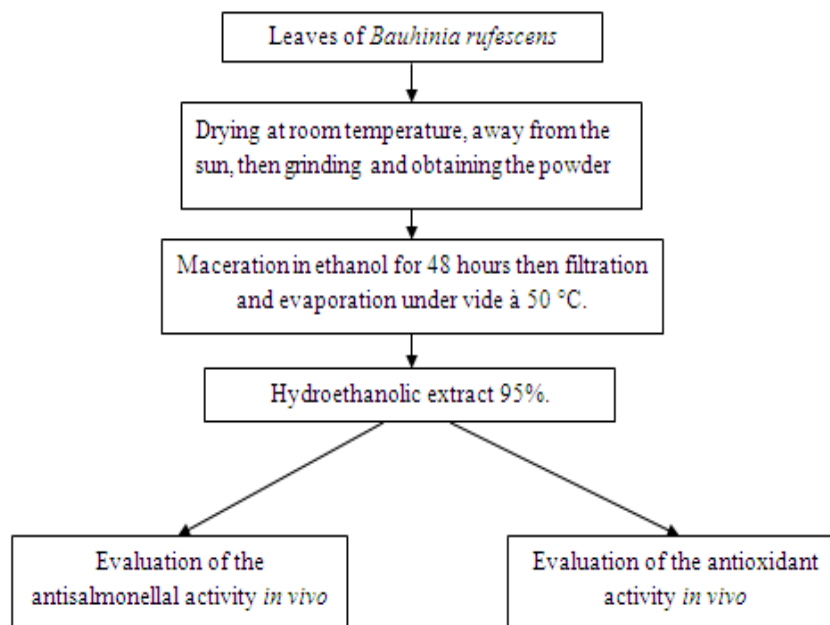 Leaves of Bauhinia rufescens
Drying at room temperature, away from the
sun, then grinding and obtaining the powder
Maceration in ethanol for 48 hours then filtration
and evaporation under vide à 50 °C.
Hydroethanolic extract 95%.
Evaluation of the
antisalmonellal activity in vivo
Evaluation of the antioxidant
activity in vivo